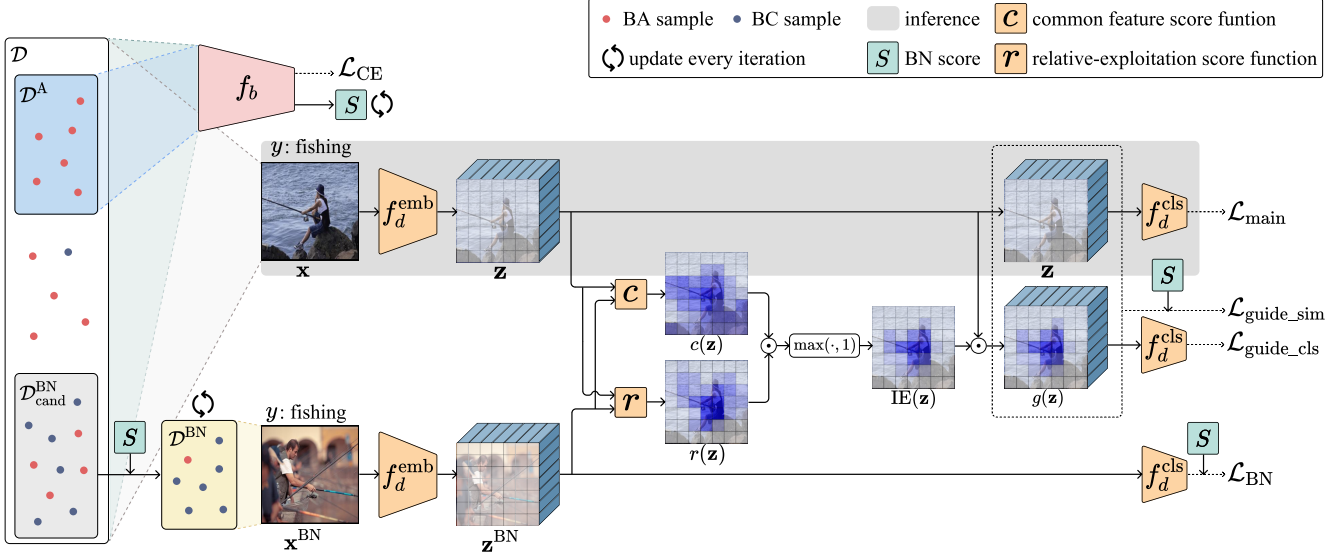 BA sample BC sample inference c common feature score funtion
update every iteration S BN score r relative-exploitation score function
𝒟
𝒟^A
f_b
ℒ_CE
S
y: fishing
x
f_d^emb
z
z
f_d^cls
ℒ_main
c
c(z)
r
r(z)
max(·, 1)
IE(z)
g(z)
S
ℒ_guide_sim
f_d^cls
ℒ_guide_cls
𝒟_cand^BN
S
𝒟^BN
y: fishing
x^BN
f_d^emb
z^BN
f_d^cls
S
ℒ_BN